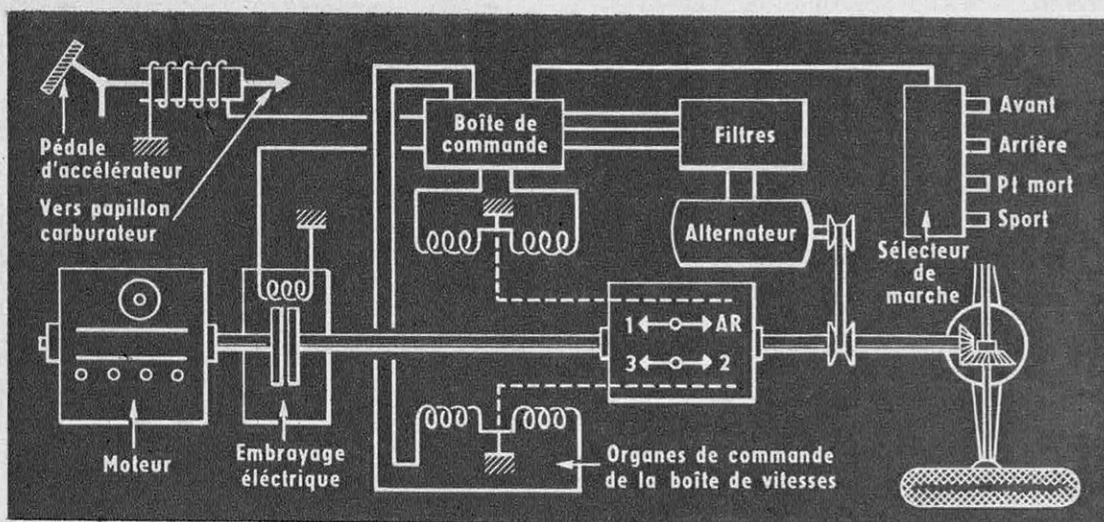 Pédale
d'accélérateur
Vers papillon
carburateur
Boîte de
commande
Filtres
Alternateur
Avant
Arrière
Pt mort
Sport
Sélecteur
de
marche
1 AR
3 2
Moteur
Embrayage
éléctrique
Organes de commande
de la boîte de vitesses